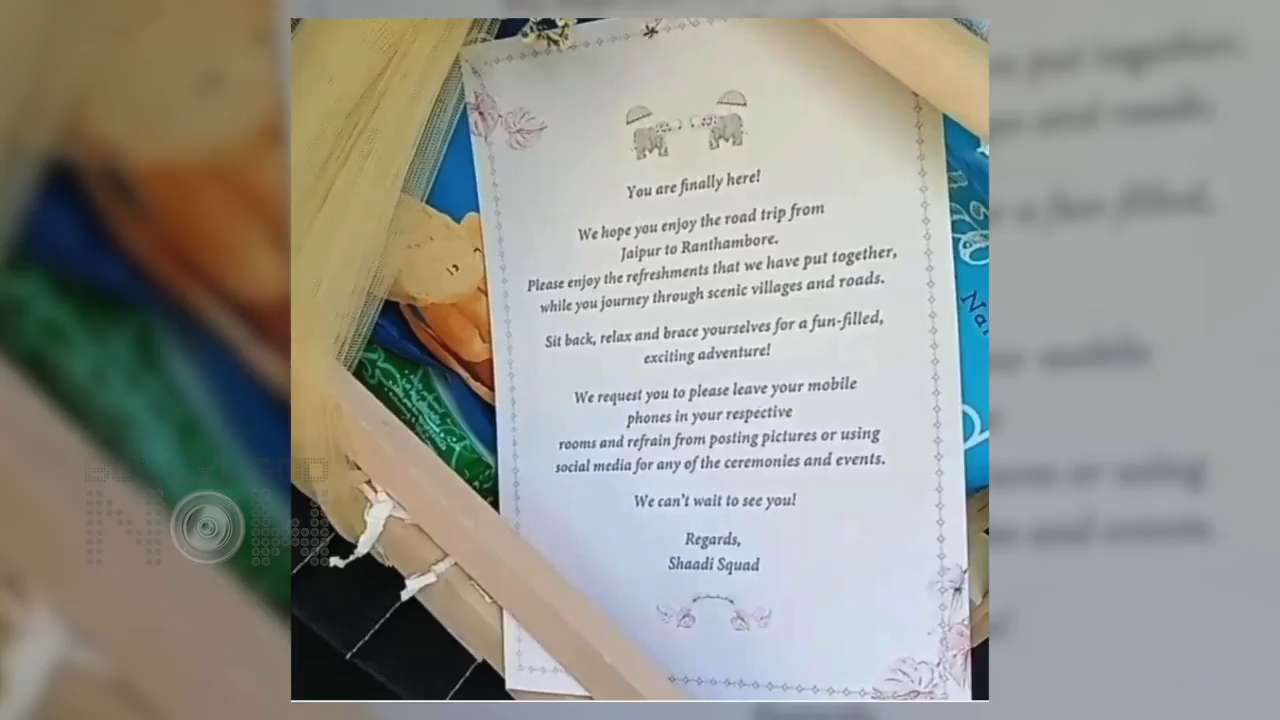 You are finally here!
We hope you enjoy the road trip from
Jaipur to Ranthambore.
Please enjoy the refreshments that we have put together,
while you journey through scenic villages and roads.
Sit back, relax and brace yourselves for a fun-filled,
exciting adventure!
We request you to please leave your mobile
phones in your respective
rooms and refrain from posting pictures or using
social media for any of the ceremonies and events.
We can't wait to see you!
Regards,
Shaadi Squad
BOLLYWOOD
NOW